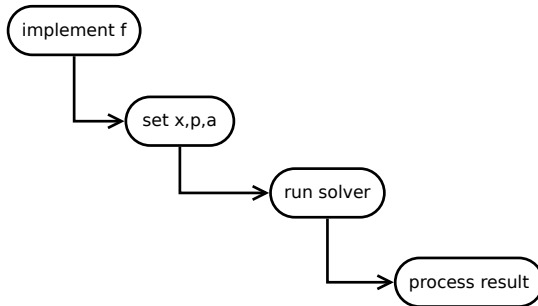 implement f
set x,p,a
run solver
process result